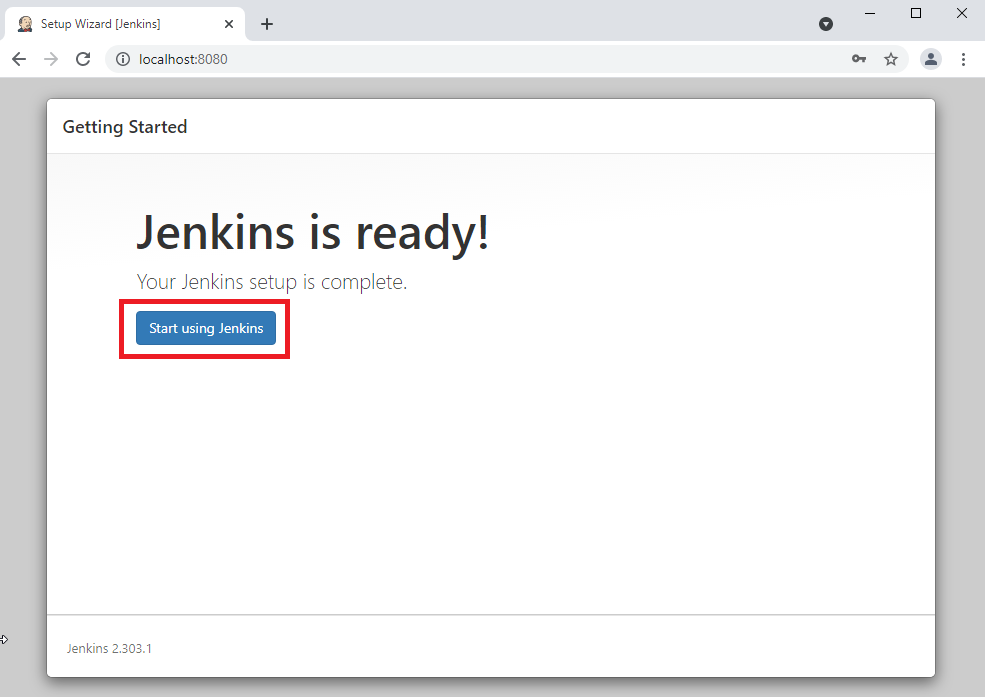 Setup Wizard [Jenkins]
localhost:8080
Getting Started
Jenkins is ready!
Your Jenkins setup is complete.
Start using Jenkins
Jenkins 2.303.1